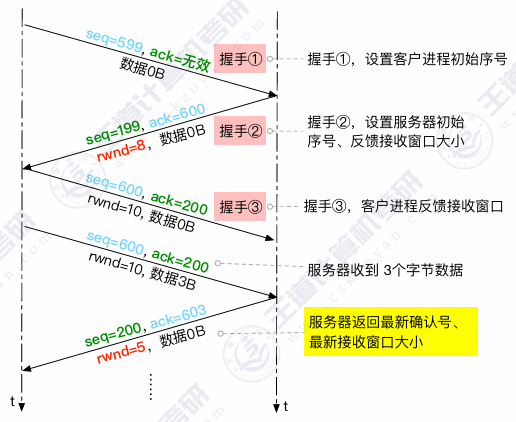 seq=599, ack=无效
数据0B
握手①
握手①，设置客户进程初始序号
seq=199, ack=600
rwnd=8，数据0B
握手②
握手②，设置服务器初始
序号、反馈接收窗口大小
seq=600, ack=200
rwnd=10, 数据0B
握手③
握手③，客户进程反馈接收窗口
seq=600, ack=200
rwnd=10, 数据3B
服务器收到 3个字节数据
seq=200, ack=603
rwnd=5，数据0B
服务器返回最新确认号、
最新接收窗口大小
......
t
t
王道计算机考研